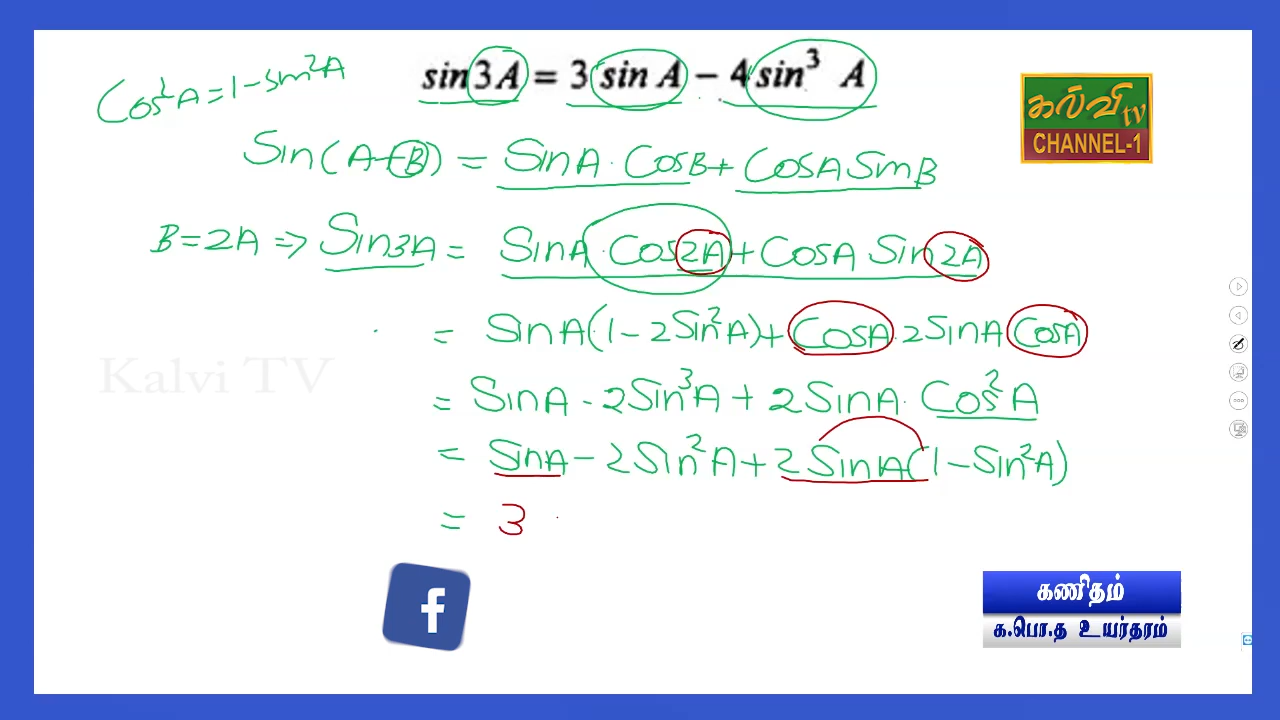 sin3A = 3 sin A – 4 sin³ A
Cos²A = 1 - Sin²A
Sin(A+B) = SinA · CosB + CosA SinB
B = 2A => Sin3A = SinA · Cos2A + CosA Sin2A
= SinA(1 - 2Sin²A) + CosA · 2SinA CosA
= SinA - 2Sin³A + 2SinA · Cos²A
= SinA - 2Sin²A + 2SinA(1 - Sin²A)
= 3
கல்வி tv
CHANNEL-1
Kalvi TV
f
கணிதம்
க.பொ.த உயர்தரம்